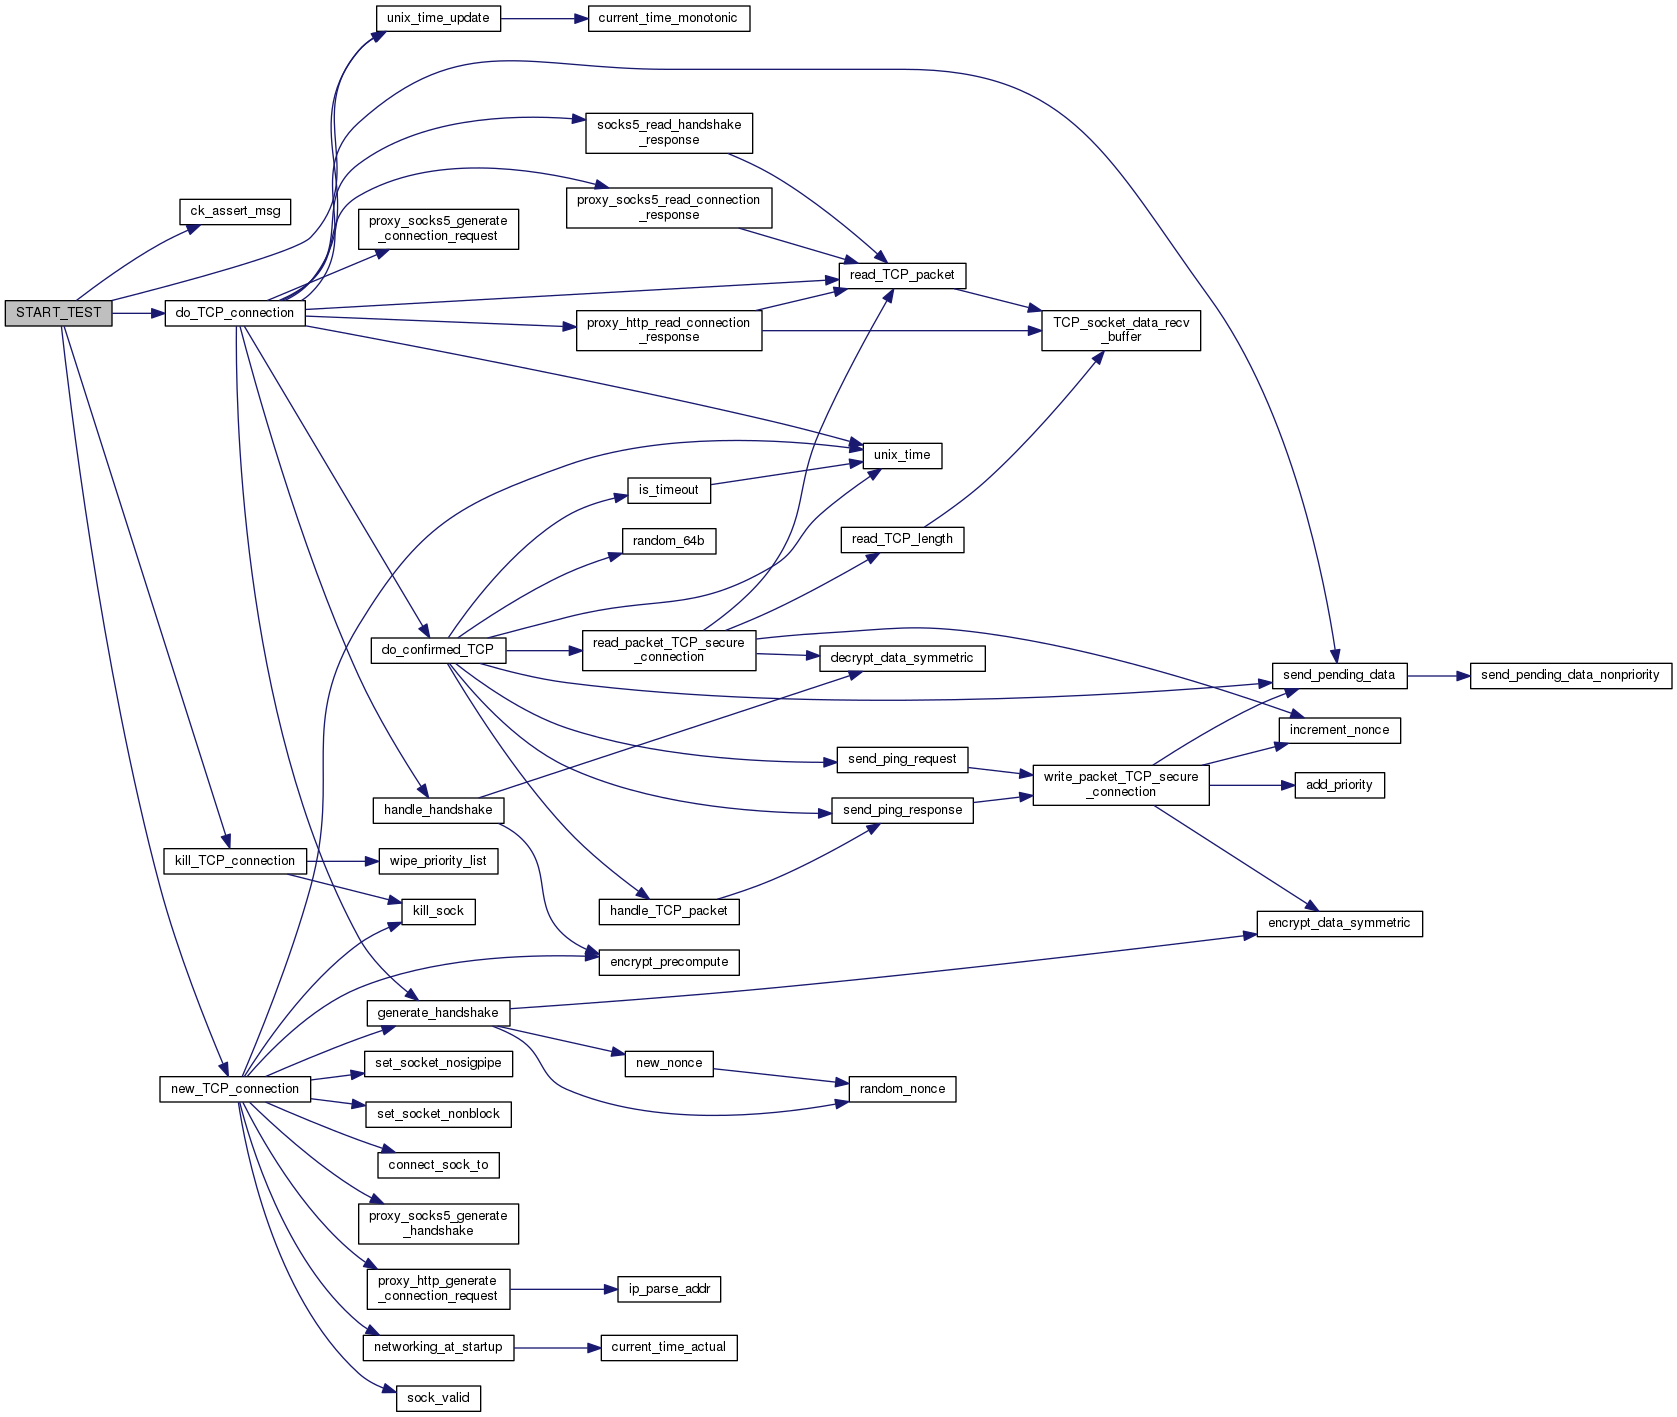 unix_time_update
current_time_monotonic
socks5_read_handshake
_response
ck_assert_msg
proxy_socks5_generate
_connection_request
proxy_socks5_read_connection
_response
read_TCP_packet
START_TEST
do_TCP_connection
proxy_http_read_connection
_response
TCP_socket_data_recv
_buffer
unix_time
is_timeout
random_64b
read_TCP_length
do_confirmed_TCP
read_packet_TCP_secure
_connection
decrypt_data_symmetric
send_pending_data
send_pending_data_nonpriority
increment_nonce
send_ping_request
write_packet_TCP_secure
_connection
add_priority
handle_handshake
send_ping_response
kill_TCP_connection
wipe_priority_list
kill_sock
handle_TCP_packet
encrypt_data_symmetric
encrypt_precompute
generate_handshake
new_nonce
set_socket_nosigpipe
new_TCP_connection
random_nonce
set_socket_nonblock
connect_sock_to
proxy_socks5_generate
_handshake
proxy_http_generate
_connection_request
ip_parse_addr
networking_at_startup
current_time_actual
sock_valid